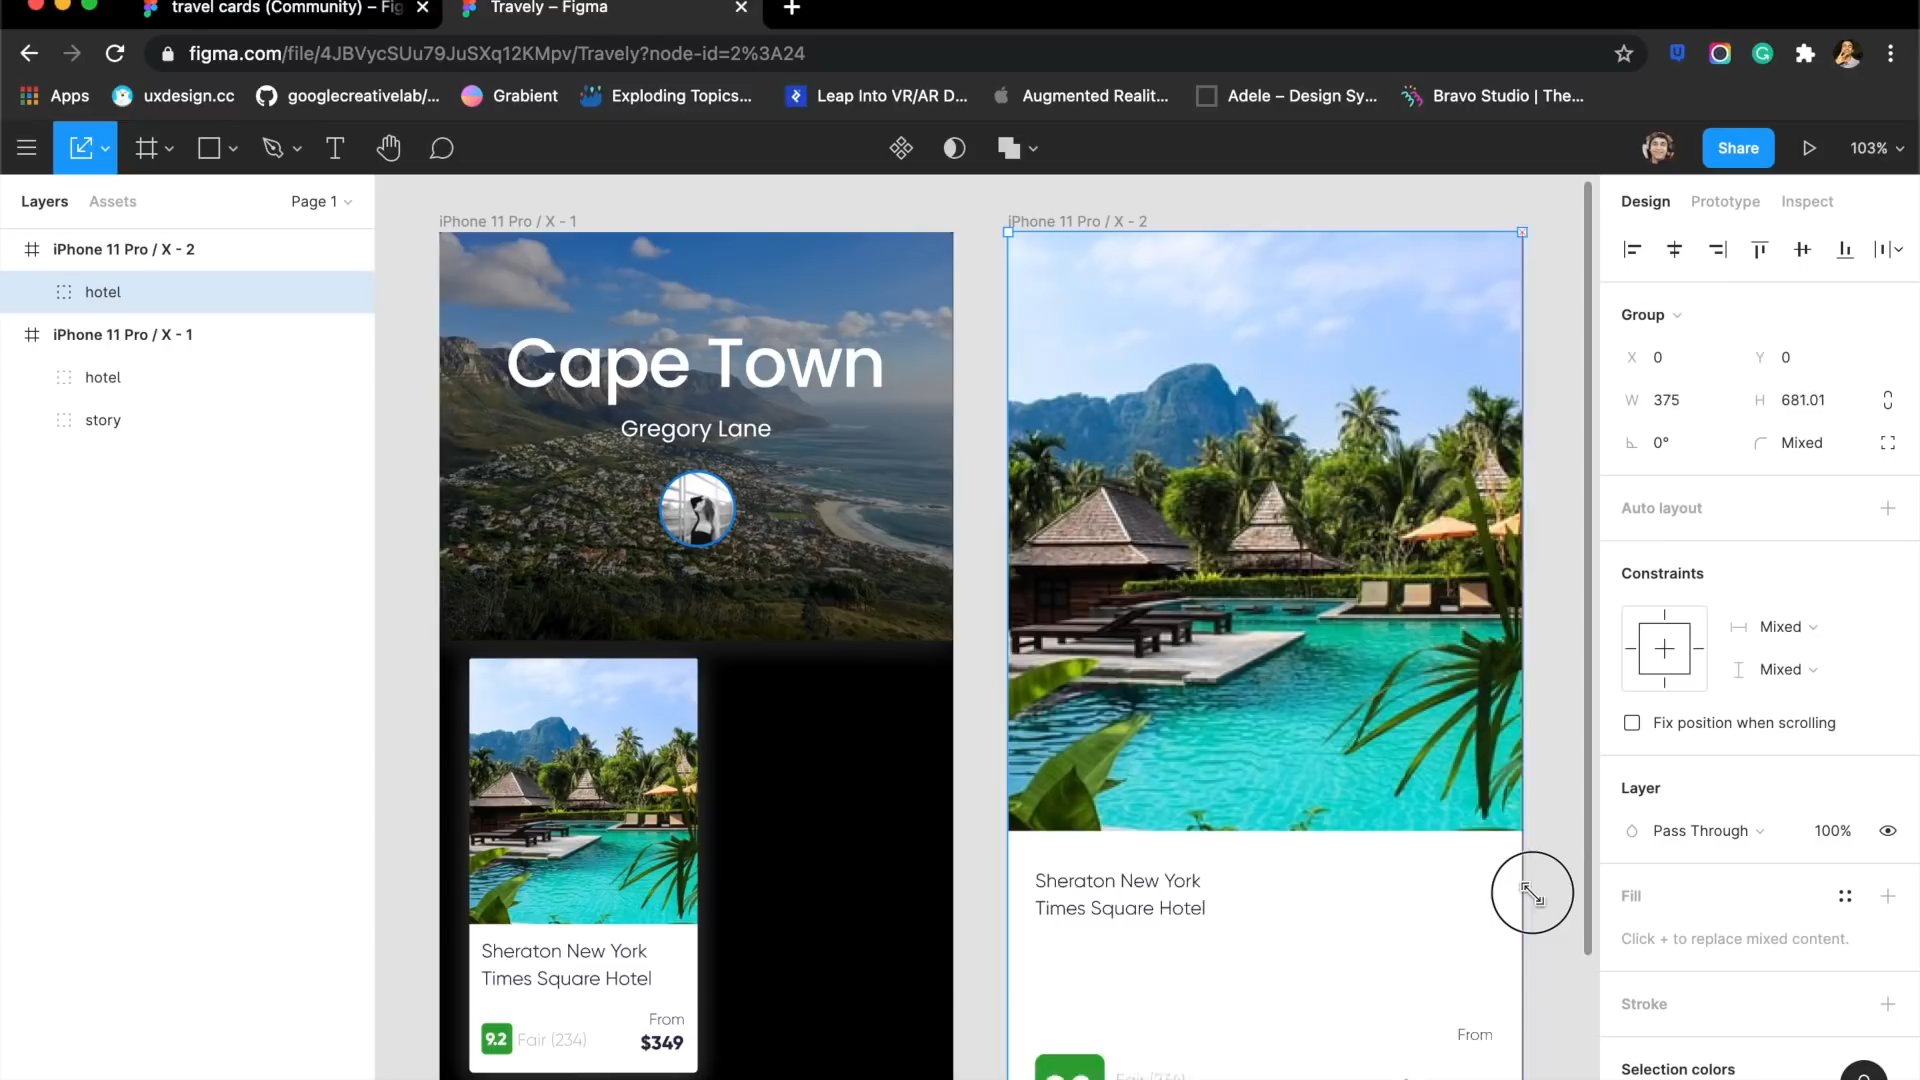 travel cards (Community) – Fig
Travely – Figma
figma.com/file/4JBVycSUu79JuSXq12KMpv/Travely?node-id=2%3A24
Apps
uxdesign.cc
googlecreativelab/...
Grabient
Exploding Topics...
Leap Into VR/AR D...
Augmented Realit...
Adele – Design Sy...
Bravo Studio | The...
Share
103%
Layers
Assets
Page 1
iPhone 11 Pro / X - 2
hotel
iPhone 11 Pro / X - 1
hotel
story
iPhone 11 Pro / X - 1
Cape Town
Gregory Lane
Sheraton New York
Times Square Hotel
From
9.2 Fair (234)
$349
iPhone 11 Pro / X - 2
Sheraton New York
Times Square Hotel
From
Fair (234)
Design
Prototype
Inspect
Group
X 0
Y 0
W 375
H 681.01
0°
Mixed
Auto layout
Constraints
Mixed
Mixed
Fix position when scrolling
Layer
Pass Through
100%
Fill
Click + to replace mixed content.
Stroke
Selection colors